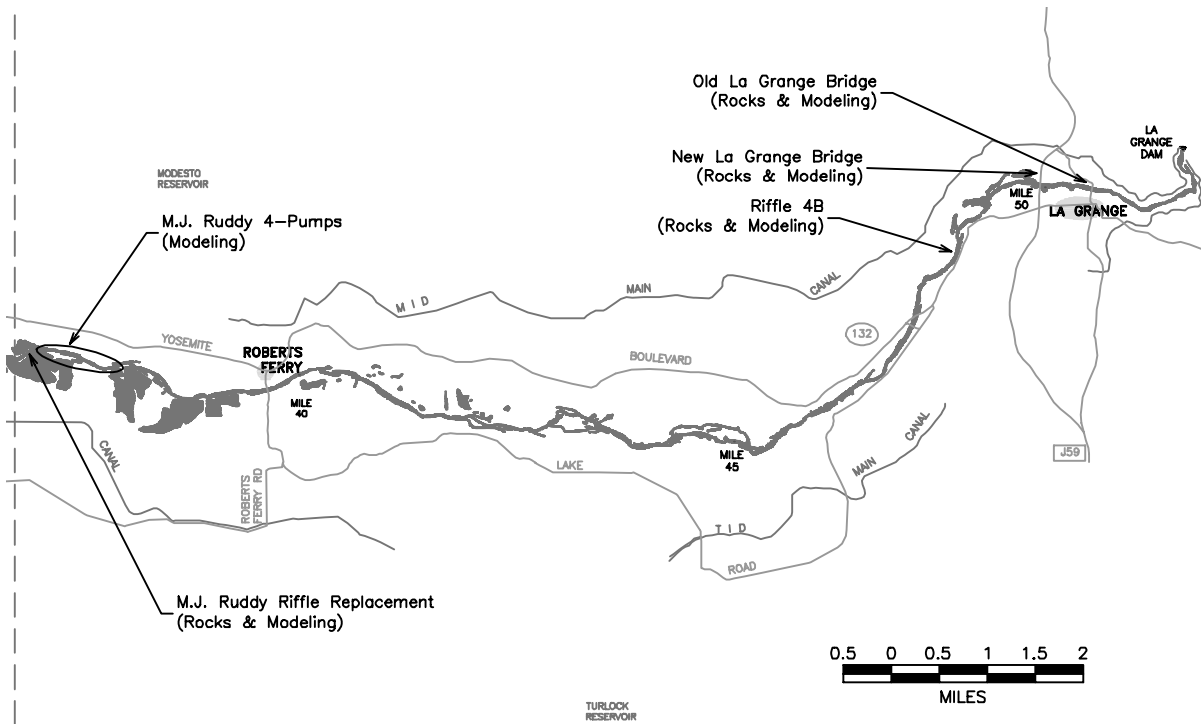 Old La Grange Bridge
(Rocks & Modeling)
LA
GRANGE
DAM
New La Grange Bridge
(Rocks & Modeling)
MODESTO
RESERVOIR
MILE
50
LA GRANGE
Riffle 4B
(Rocks & Modeling)
M.J. Ruddy 4-Pumps
(Modeling)
MID
MAIN
CANAL
132
YOSEMITE
BOULEVARD
ROBERTS
FERRY
MILE
40
MILE
45
CANAL
LAKE
MAIN
CANAL
J59
ROBERTS
FERRY RD
TID
ROAD
M.J. Ruddy Riffle Replacement
(Rocks & Modeling)
0.5 0 0.5 1 1.5 2
MILES
TURLOCK
RESERVOIR